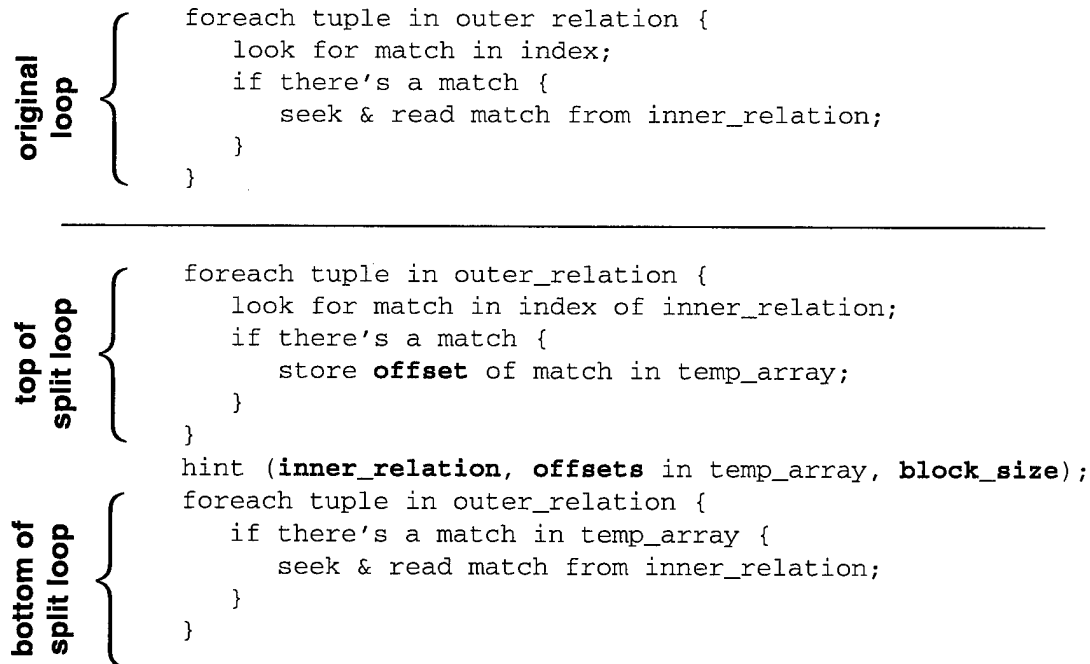 original
loop
foreach tuple in outer relation {
look for match in index;
if there's a match {
seek & read match from inner_relation;
}
}
top of
split loop
foreach tuple in outer_relation {
look for match in index of inner_relation;
if there's a match {
store offset of match in temp_array;
}
}
hint (inner_relation, offsets in temp_array, block_size);
bottom of
split loop
foreach tuple in outer_relation {
if there's a match in temp_array {
seek & read match from inner_relation;
}
}